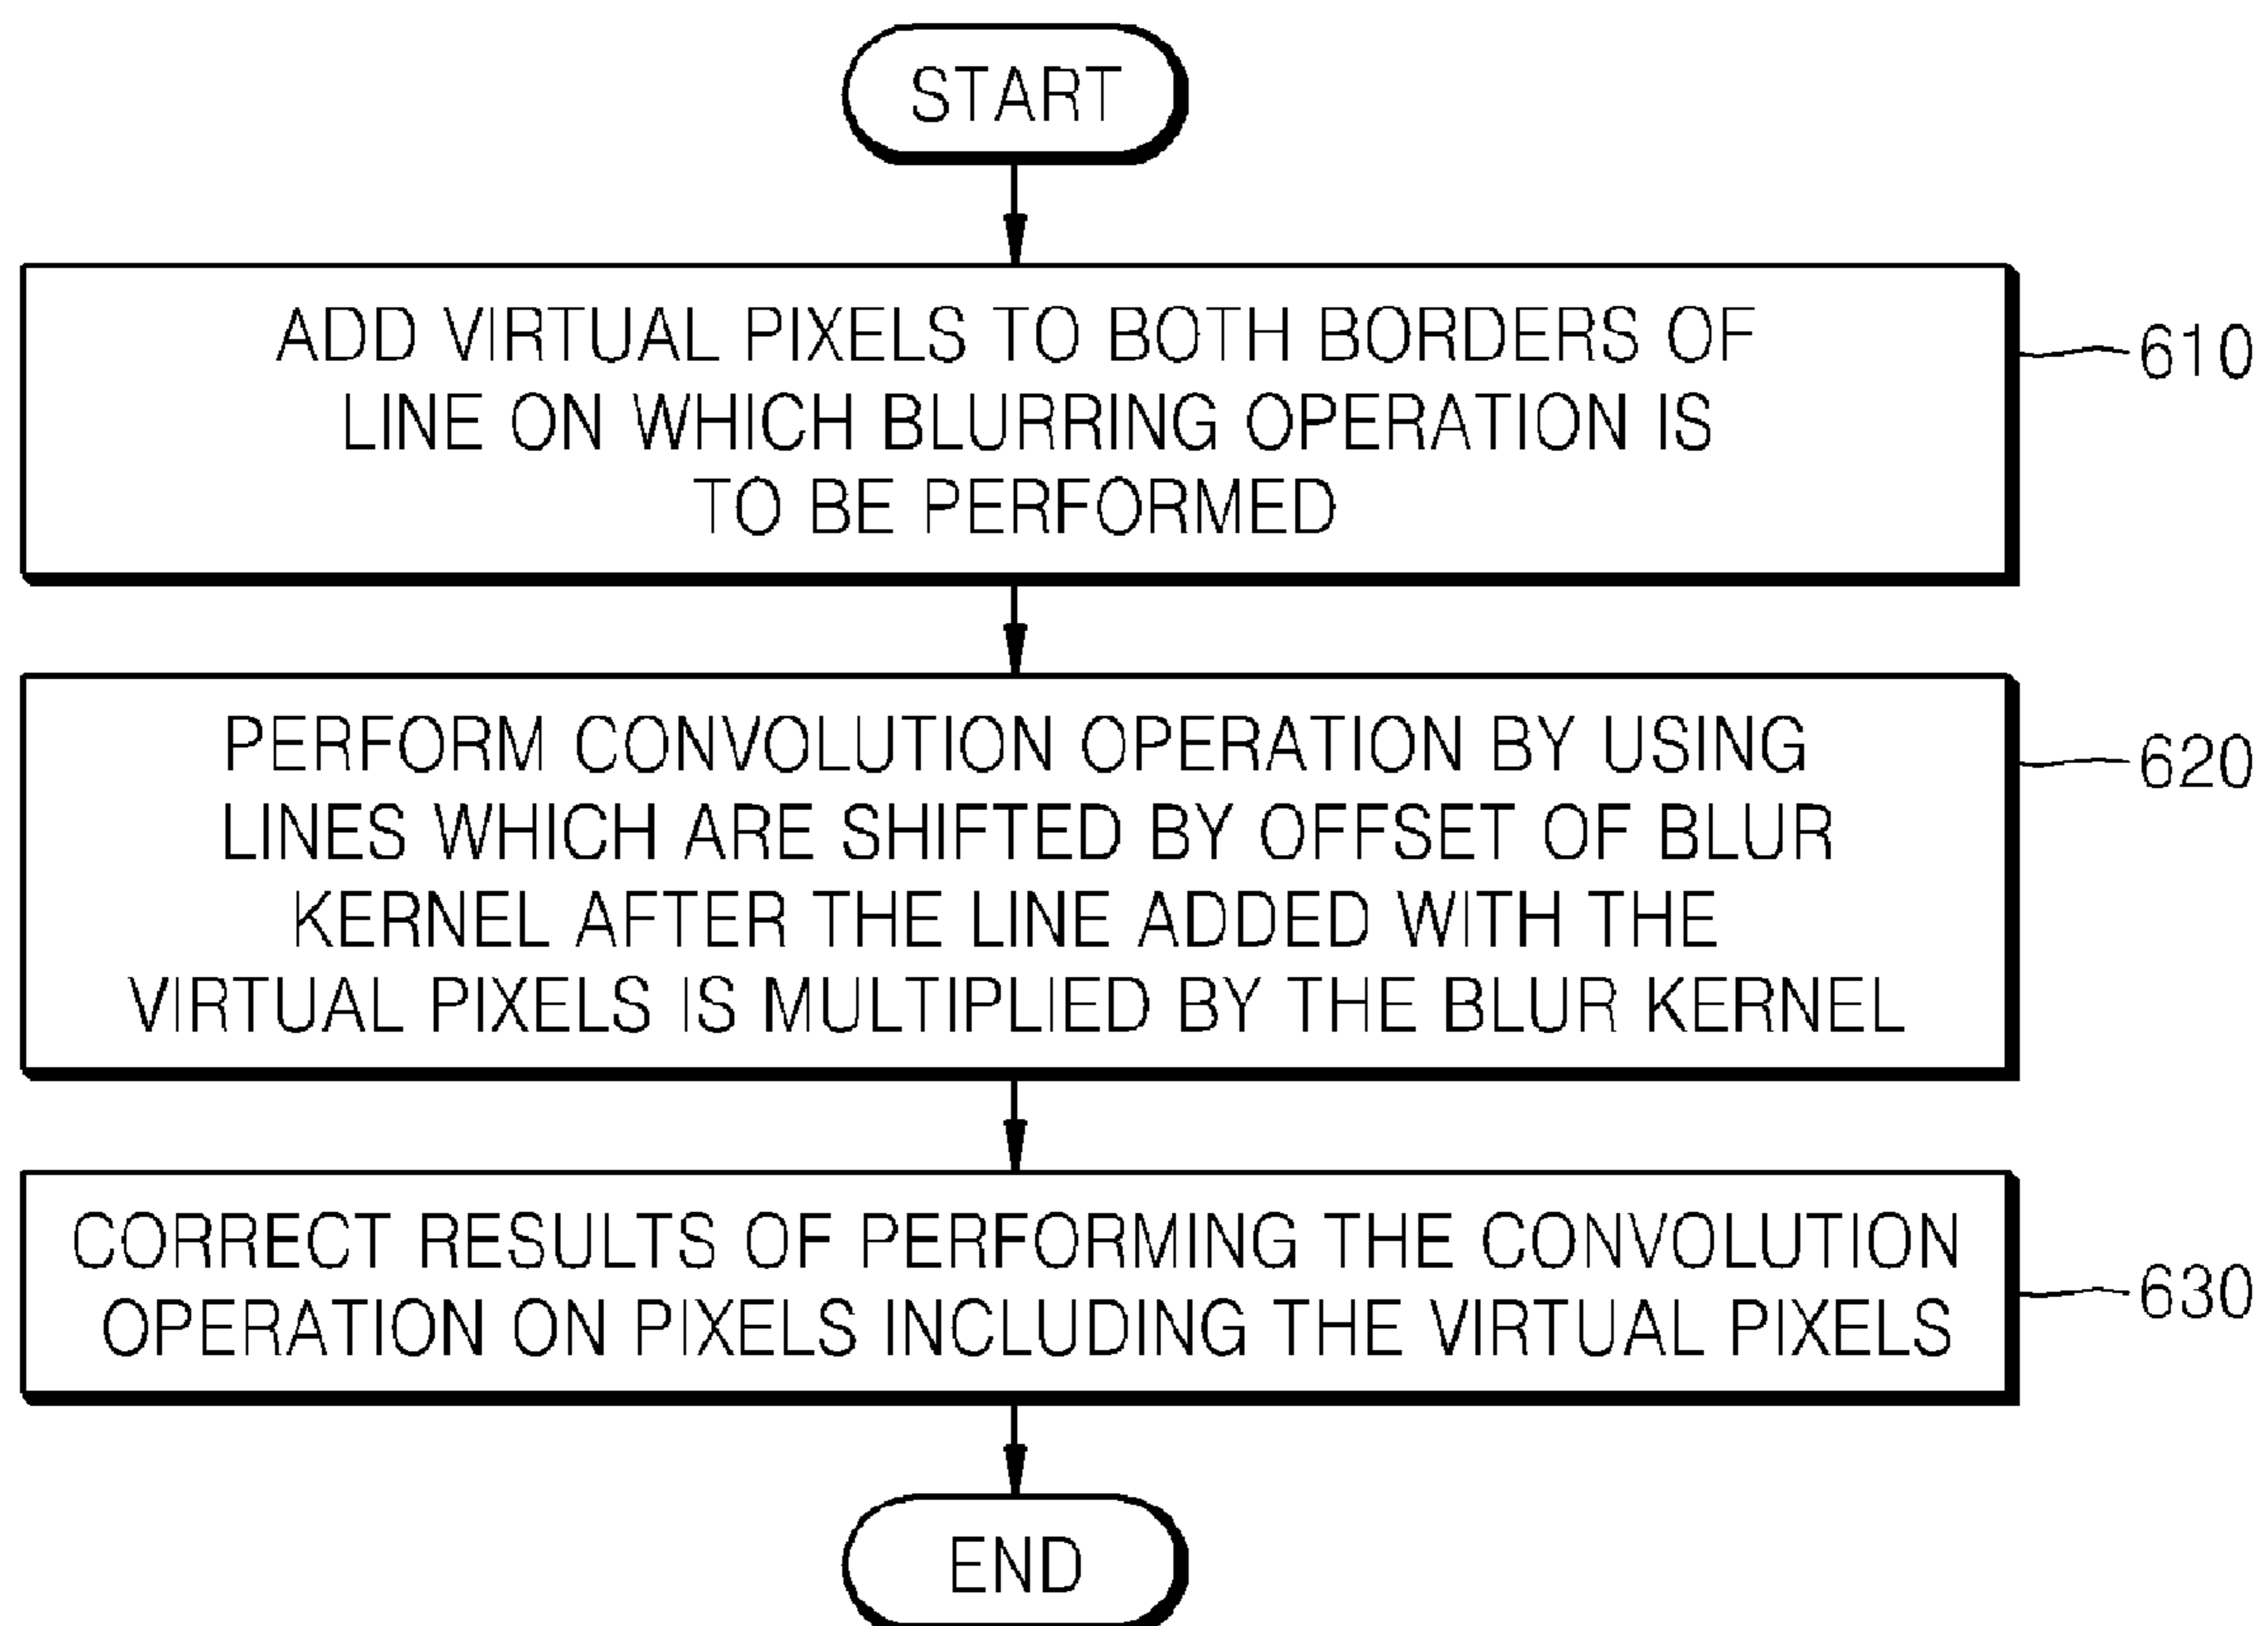 START
ADD VIRTUAL PIXELS TO BOTH BORDERS OF
LINE ON WHICH BLURRING OPERATION IS
TO BE PERFORMED
610
PERFORM CONVOLUTION OPERATION BY USING
LINES WHICH ARE SHIFTED BY OFFSET OF BLUR
KERNEL AFTER THE LINE ADDED WITH THE
VIRTUAL PIXELS IS MULTIPLIED BY THE BLUR KERNEL
620
CORRECT RESULTS OF PERFORMING THE CONVOLUTION
OPERATION ON PIXELS INCLUDING THE VIRTUAL PIXELS
630
END